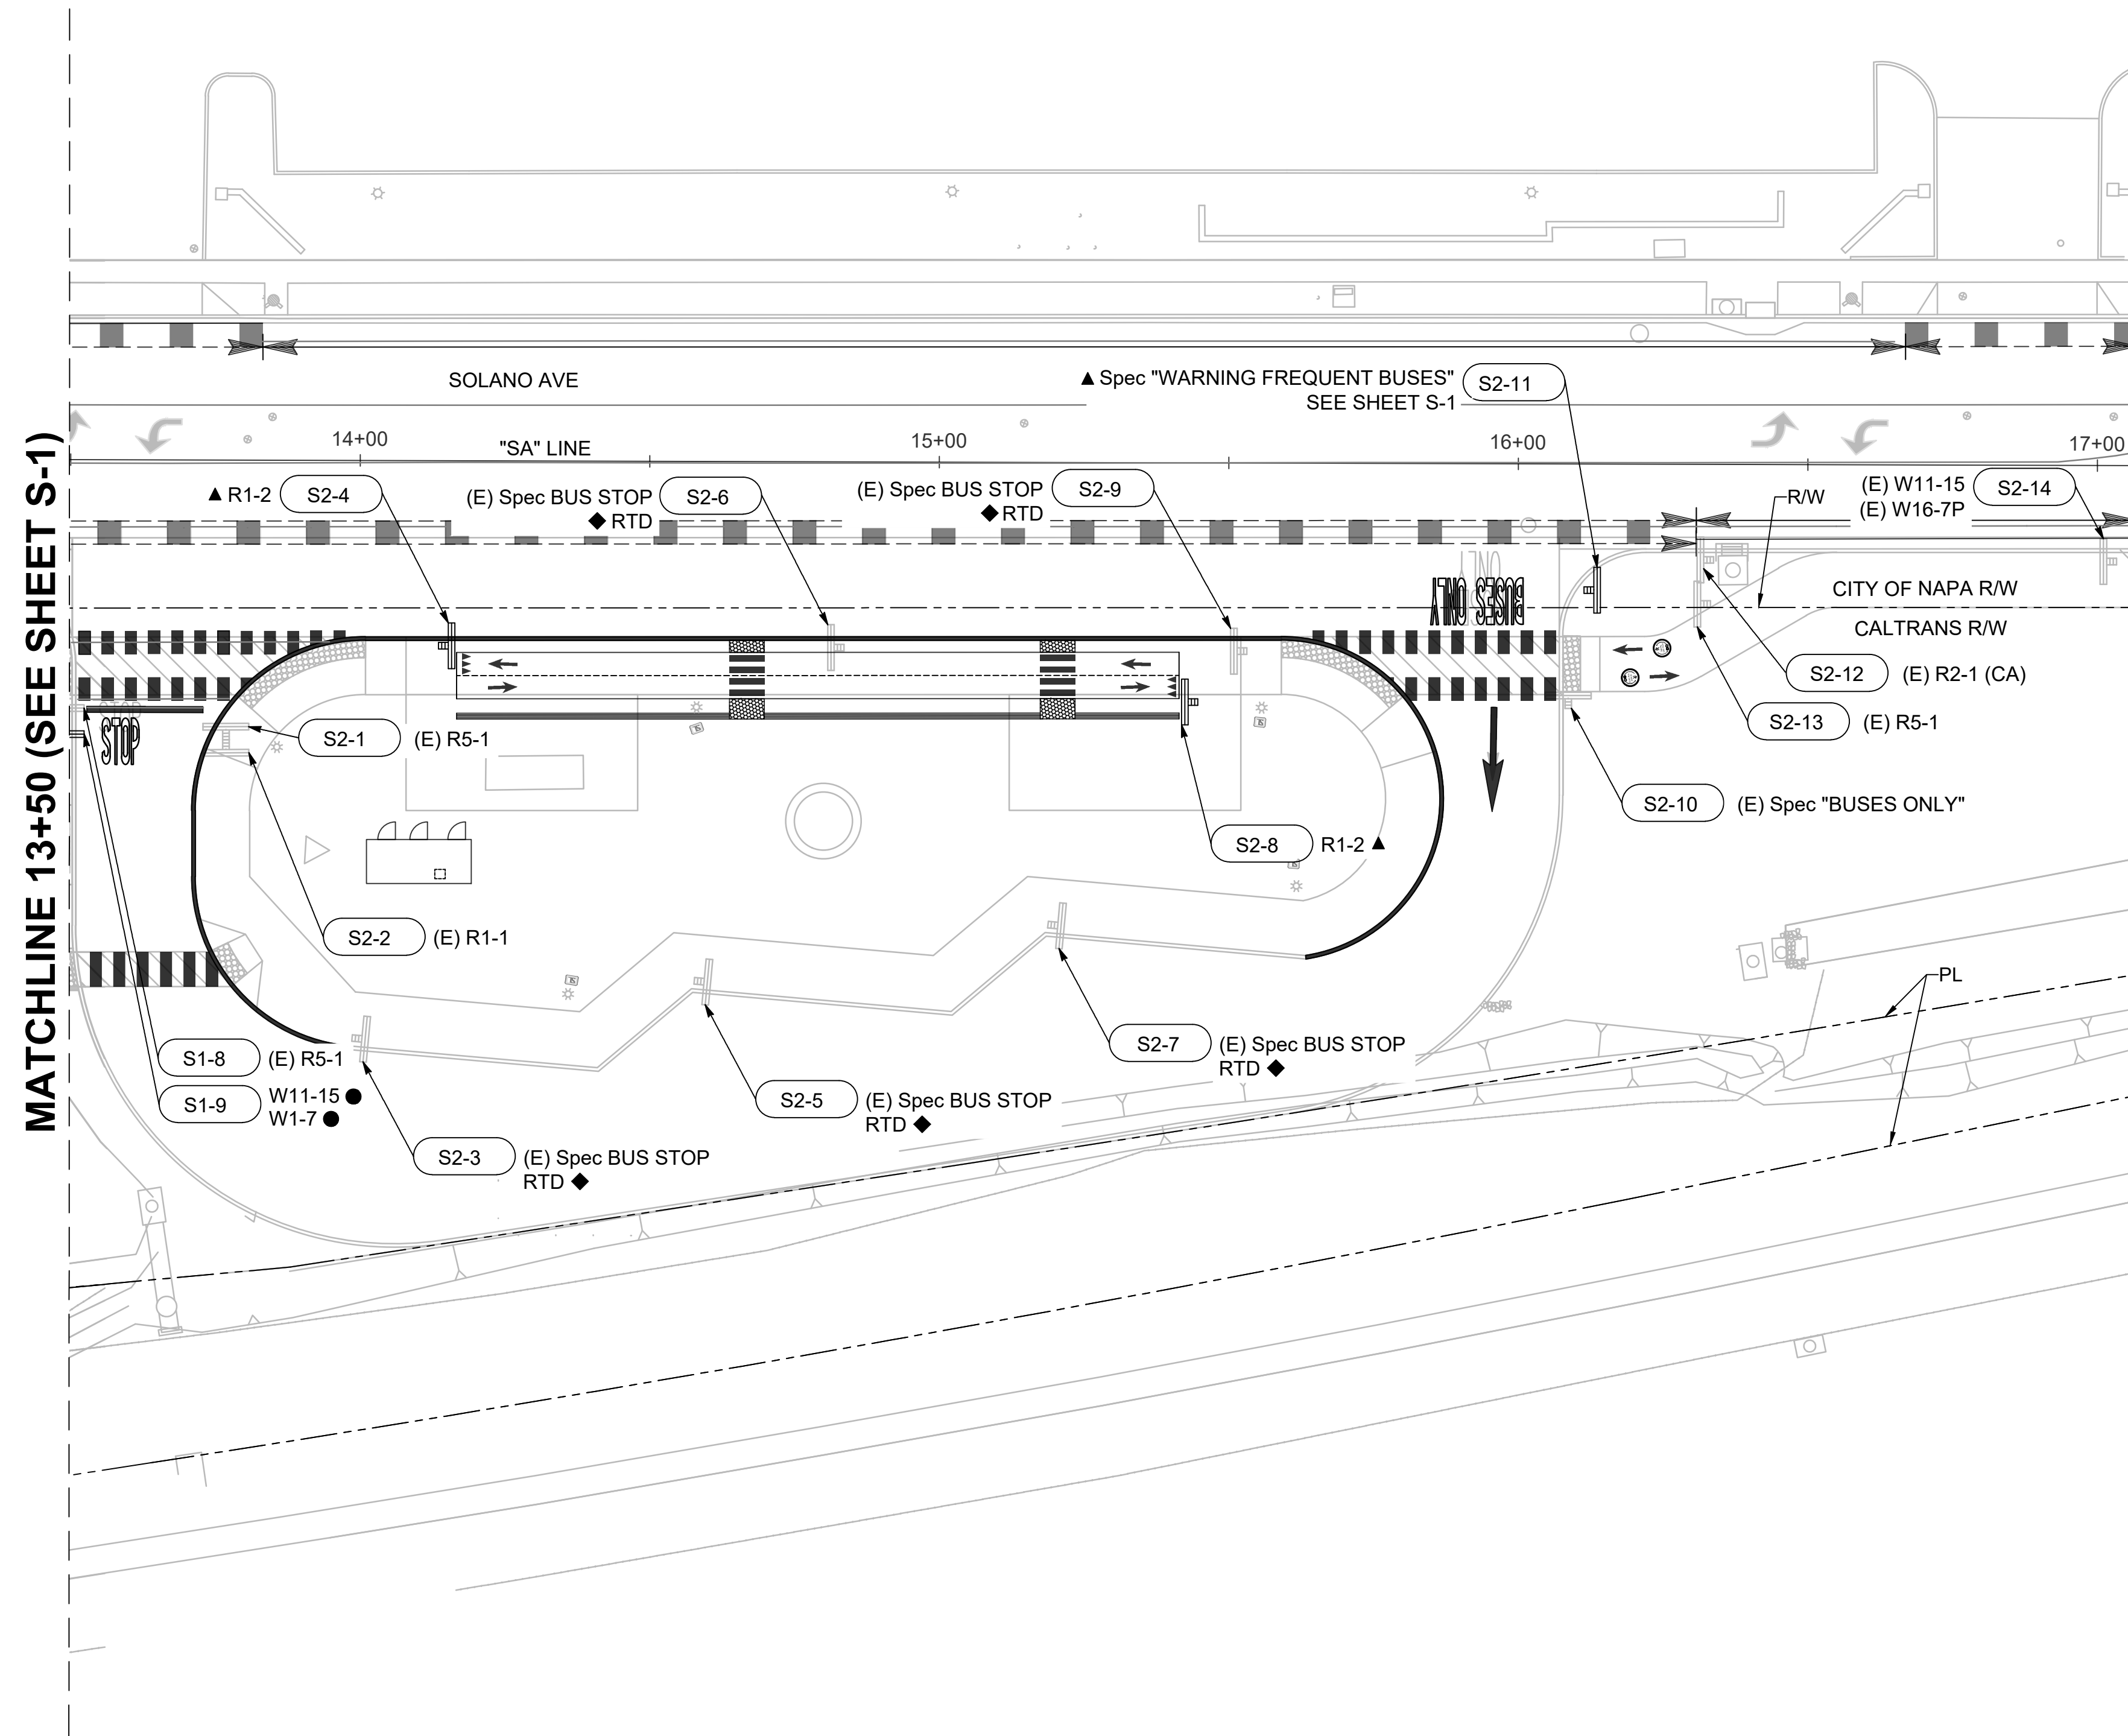 MATCHLINE 13+50 (SEE SHEET S-1)
SOLANO AVE
▲ Spec "WARNING FREQUENT BUSES"
SEE SHEET S-1
S2-11
14+00
"SA" LINE
15+00
16+00
17+00
▲ R1-2
S2-4
(E) Spec BUS STOP
◆ RTD
S2-6
(E) Spec BUS STOP
◆ RTD
S2-9
R/W
(E) W11-15
(E) W16-7P
S2-14
ONLY
BUSES ONLY
CITY OF NAPA R/W
CALTRANS R/W
S2-12
(E) R2-1 (CA)
S2-13
(E) R5-1
STOP
STOP
S2-1
(E) R5-1
S2-10
(E) Spec "BUSES ONLY"
S2-8
R1-2 ▲
S2-2
(E) R1-1
PL
S2-7
(E) Spec BUS STOP
RTD ◆
S1-8
(E) R5-1
S1-9
W11-15 ●
W1-7 ●
S2-5
(E) Spec BUS STOP
RTD ◆
S2-3
(E) Spec BUS STOP
RTD ◆